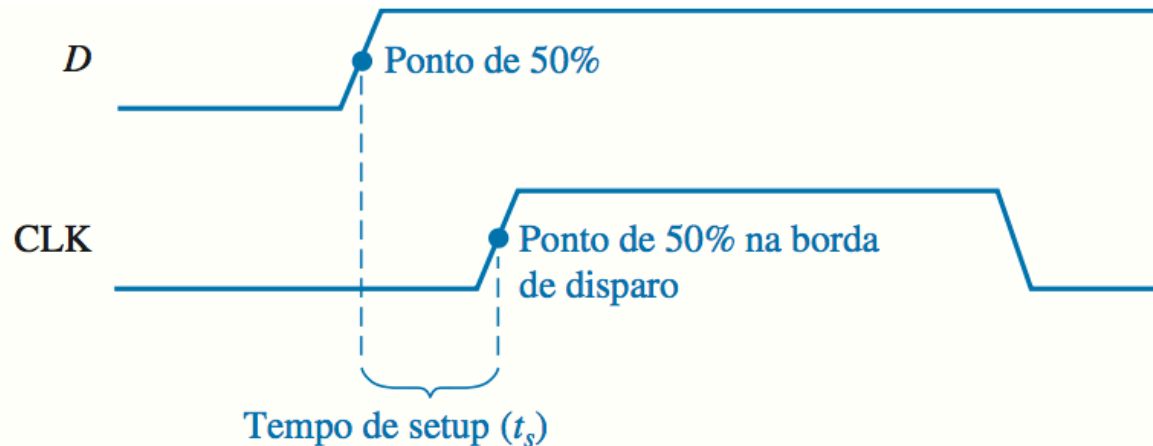 D
Ponto de 50%
CLK
Ponto de 50% na borda
de disparo
Tempo de setup (ts)